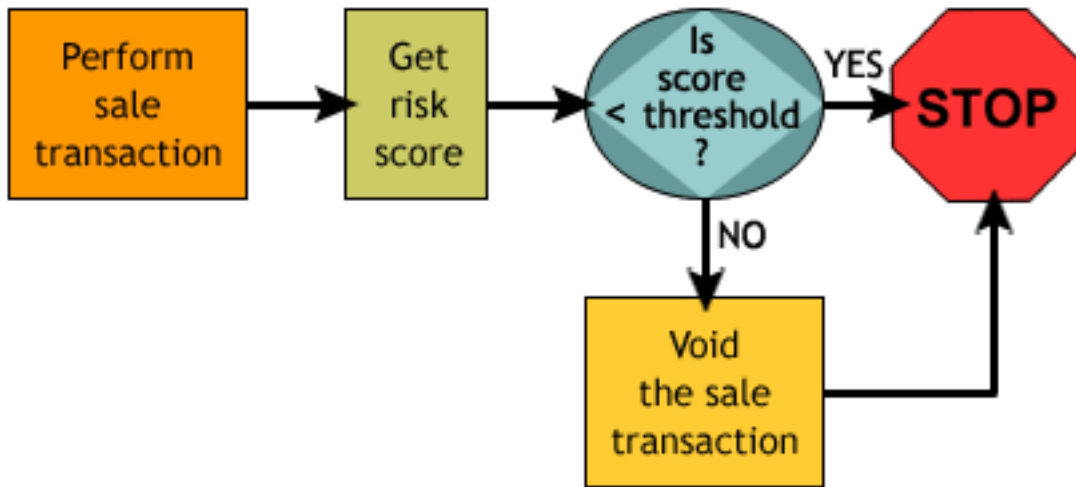 Perform
sale
transaction
Get
risk
score
Is
score
< threshold
?
YES
STOP
NO
Void
the sale
transaction